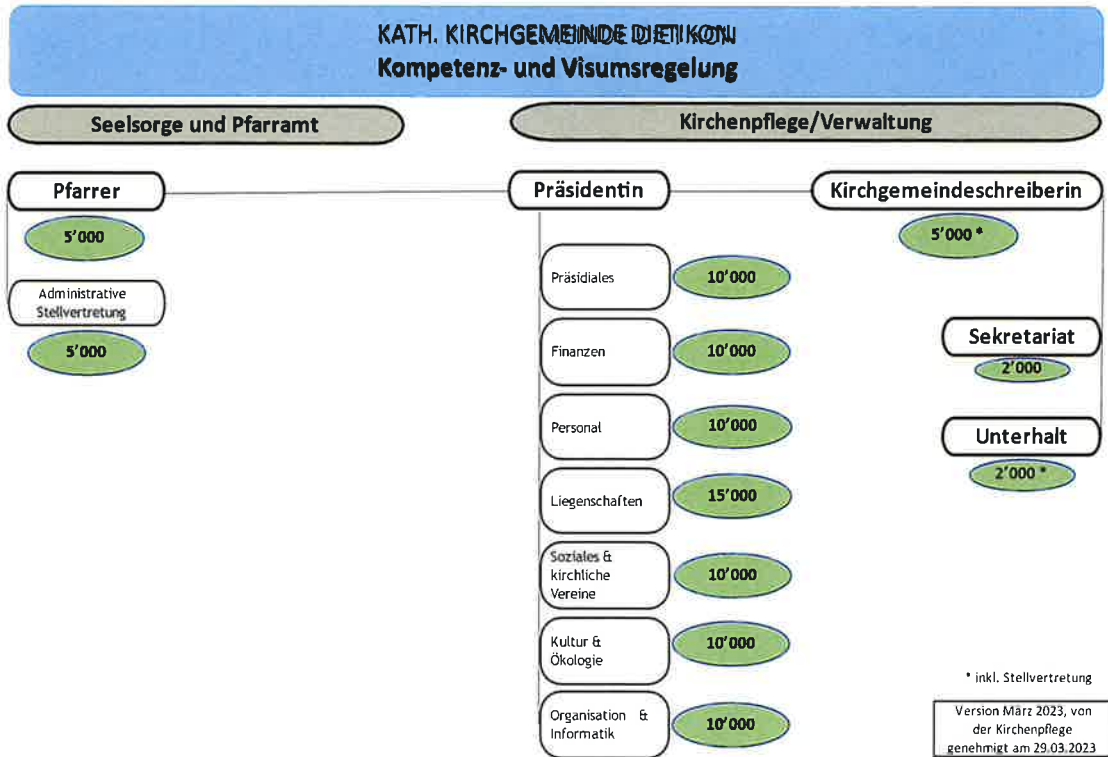 KATH. KIRCHGEMEINDE DIETIKON
Kompetenz- und Visumsregelung
Seelsorge und Pfarramt
Kirchenpflege/Verwaltung
Pfarrer
5'000
Administrative
Stellvertretung
5'000
Präsidentin
Präsidiales
10'000
Finanzen
10'000
Personal
10'000
Liegenschaften
15'000
Soziales &
kirchliche
Vereine
10'000
Kultur &
Ökologie
10'000
Organisation &
Informatik
10'000
Kirchgemeindeschreiberin
5'000 *
Sekretariat
2'000
Unterhalt
2'000 *
* inkl. Stellvertretung
Version März 2023, von
der Kirchenpflege
genehmigt am 29.03.2023